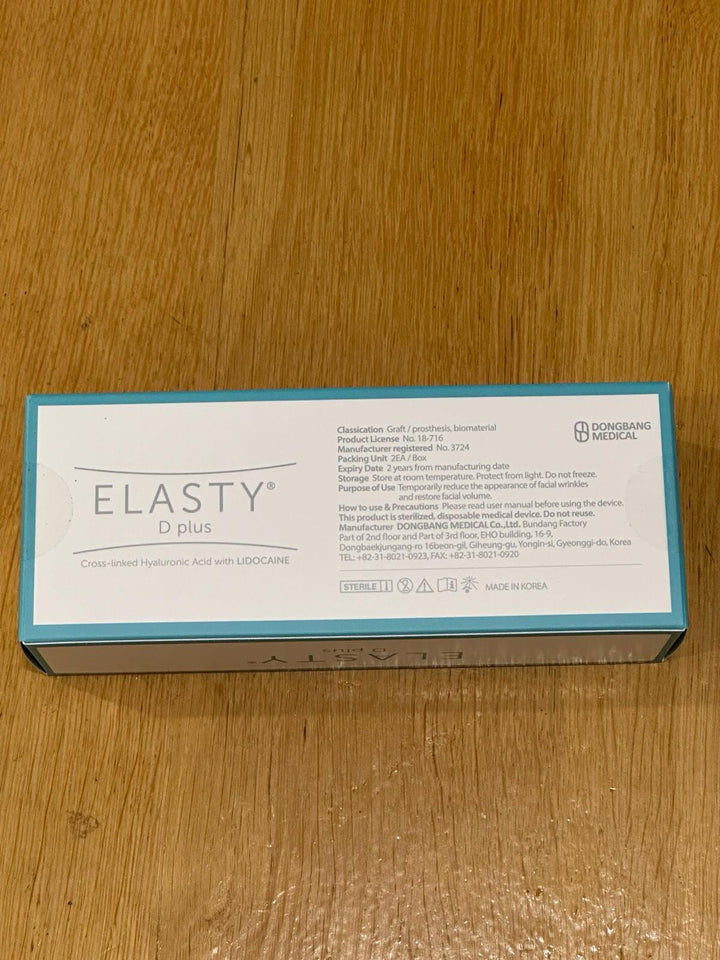 ELASTY®
D plus
Cross-linked Hyaluronic Acid with LIDOCAINE
Classication Graft / prosthesis, biomaterial
Product License No. 18-716
Manufacturer registered No. 3724
Packing Unit 2EA / Box
Expiry Date 2 years from manufacturing date
Storage Store at room temperature. Protect from light. Do not freeze.
Purpose of Use Temporarily reduce the appearance of facial wrinkles
and restore facial volume.
How to use & Precautions Please read user manual before using the device.
This product is sterilized, disposable medical device. Do not reuse.
Manufacturer DONGBANG MEDICAL Co.,Ltd. Bundang Factory
Part of 2nd floor and Part of 3rd floor, EHO building, 16-9,
Dongbaekjungang-ro 16beon-gil, Giheung-gu, Yongin-si, Gyeonggi-do, Korea
TEL: +82-31-8021-0923, FAX: +82-31-8021-0920
STERILE MADE IN KOREA
DONGBANG
MEDICAL
ELASTY
D plus